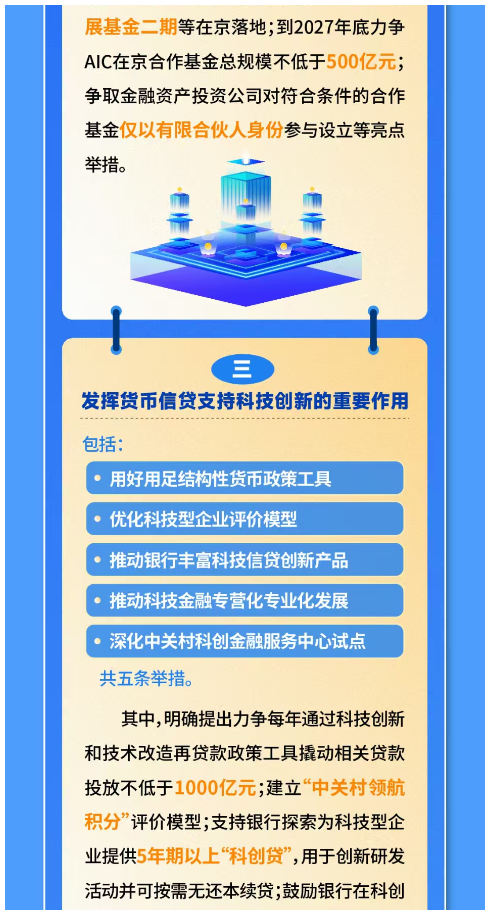 展基金二期等在京落地；到2027年底力争
AIC在京合作基金总规模不低于500亿元；
争取金融资产投资公司对符合条件的合作
基金仅以有限合伙人身份参与设立等亮点
举措。
三
发挥货币信贷支持科技创新的重要作用
包括：
• 用好用足结构性货币政策工具
• 优化科技型企业评价模型
• 推动银行丰富科技信贷创新产品
• 推动科技金融专营化专业化发展
• 深化中关村科创金融服务中心试点
共五条举措。
其中，明确提出力争每年通过科技创新
和技术改造再贷款政策工具撬动相关贷款
投放不低于1000亿元；建立“中关村领航
积分”评价模型；支持银行探索为科技型企
业提供5年期以上“科创贷”，用于创新研发
活动并可按需无还本续贷；鼓励银行在科创